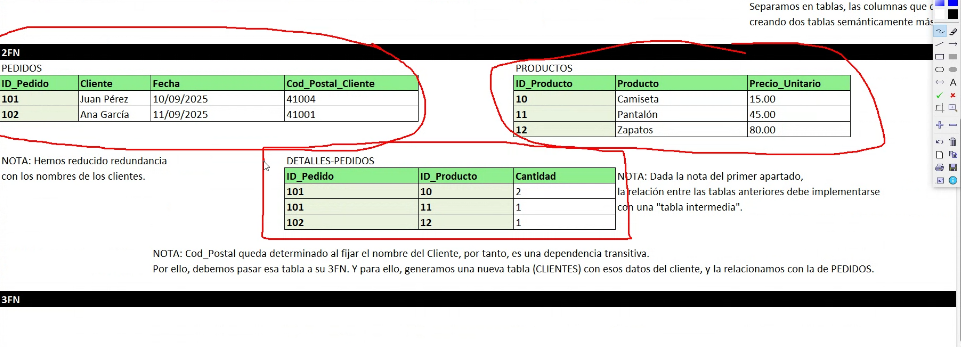 Separamos en tablas, las columnas que
creando dos tablas semánticamente más
2FN
PEDIDOS
ID_Pedido Cliente Fecha Cod_Postal_Cliente
101 Juan Pérez 10/09/2025 41004
102 Ana García 11/09/2025 41001
PRODUCTOS
ID_Producto Producto Precio_Unitario
10 Camiseta 15.00
11 Pantalón 45.00
12 Zapatos 80.00
NOTA: Hemos reducido redundancia
con los nombres de los clientes.
DETALLES-PEDIDOS
ID_Pedido ID_Producto Cantidad
101 10 2
101 11 1
102 12 1
NOTA: Dada la nota del primer apartado,
la relación entre las tablas anteriores debe implementarse
con una "tabla intermedia".
NOTA: Cod_Postal queda determinado al fijar el nombre del Cliente, por tanto, es una dependencia transitiva.
Por ello, debemos pasar esa tabla a su 3FN. Y para ello, generamos una nueva tabla (CLIENTES) con esos datos del cliente, y la relacionamos con la de PEDIDOS.
3FN